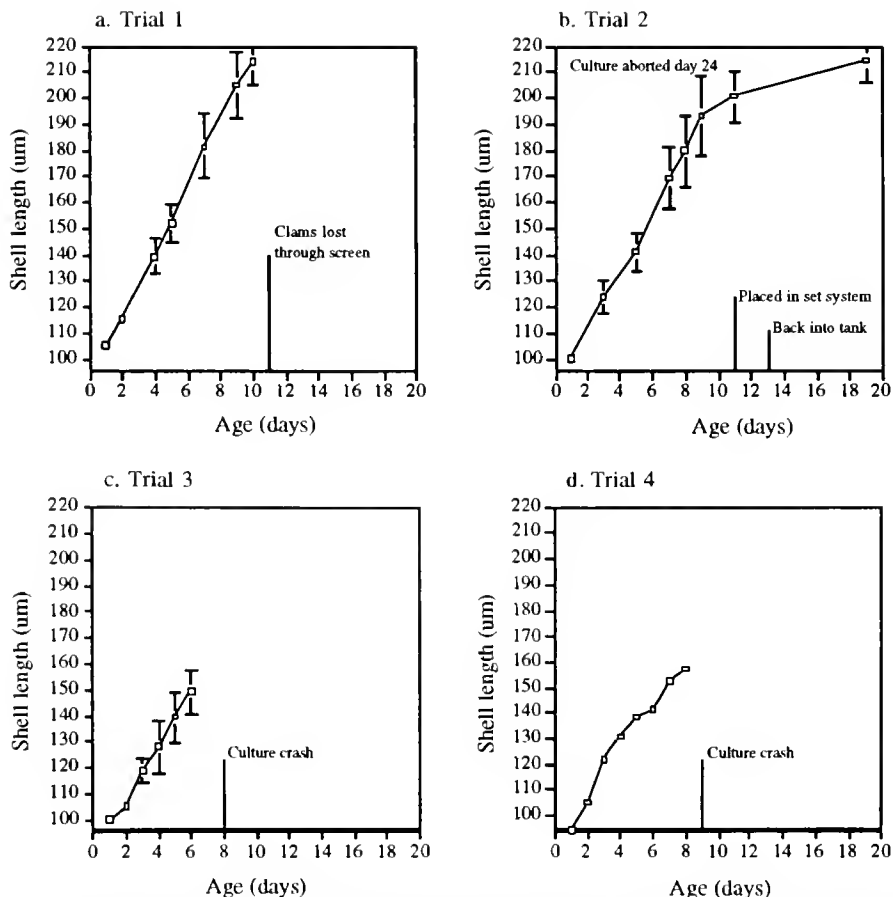 a. Trial 1
220
210
200
190
180
170
160
150
140
130
120
110
100
Shell length (um)
Clams lost
through screen
0 2 4 6 8 10 12 14 16 18 20
Age (days)
b. Trial 2
220
210
200
190
180
170
160
150
140
130
120
110
100
Shell length (um)
Culture aborted day 24
Placed in set system
Back into tank
0 2 4 6 8 10 12 14 16 18 20
Age (days)
c. Trial 3
220
210
200
190
180
170
160
150
140
130
120
110
100
Shell length (um)
Culture crash
0 2 4 6 8 10 12 14 16 18 20
Age (days)
d. Trial 4
220
210
200
190
180
170
160
150
140
130
120
110
100
Shell length (um)
Culture crash
0 2 4 6 8 10 12 14 16 18 20
Age (days)